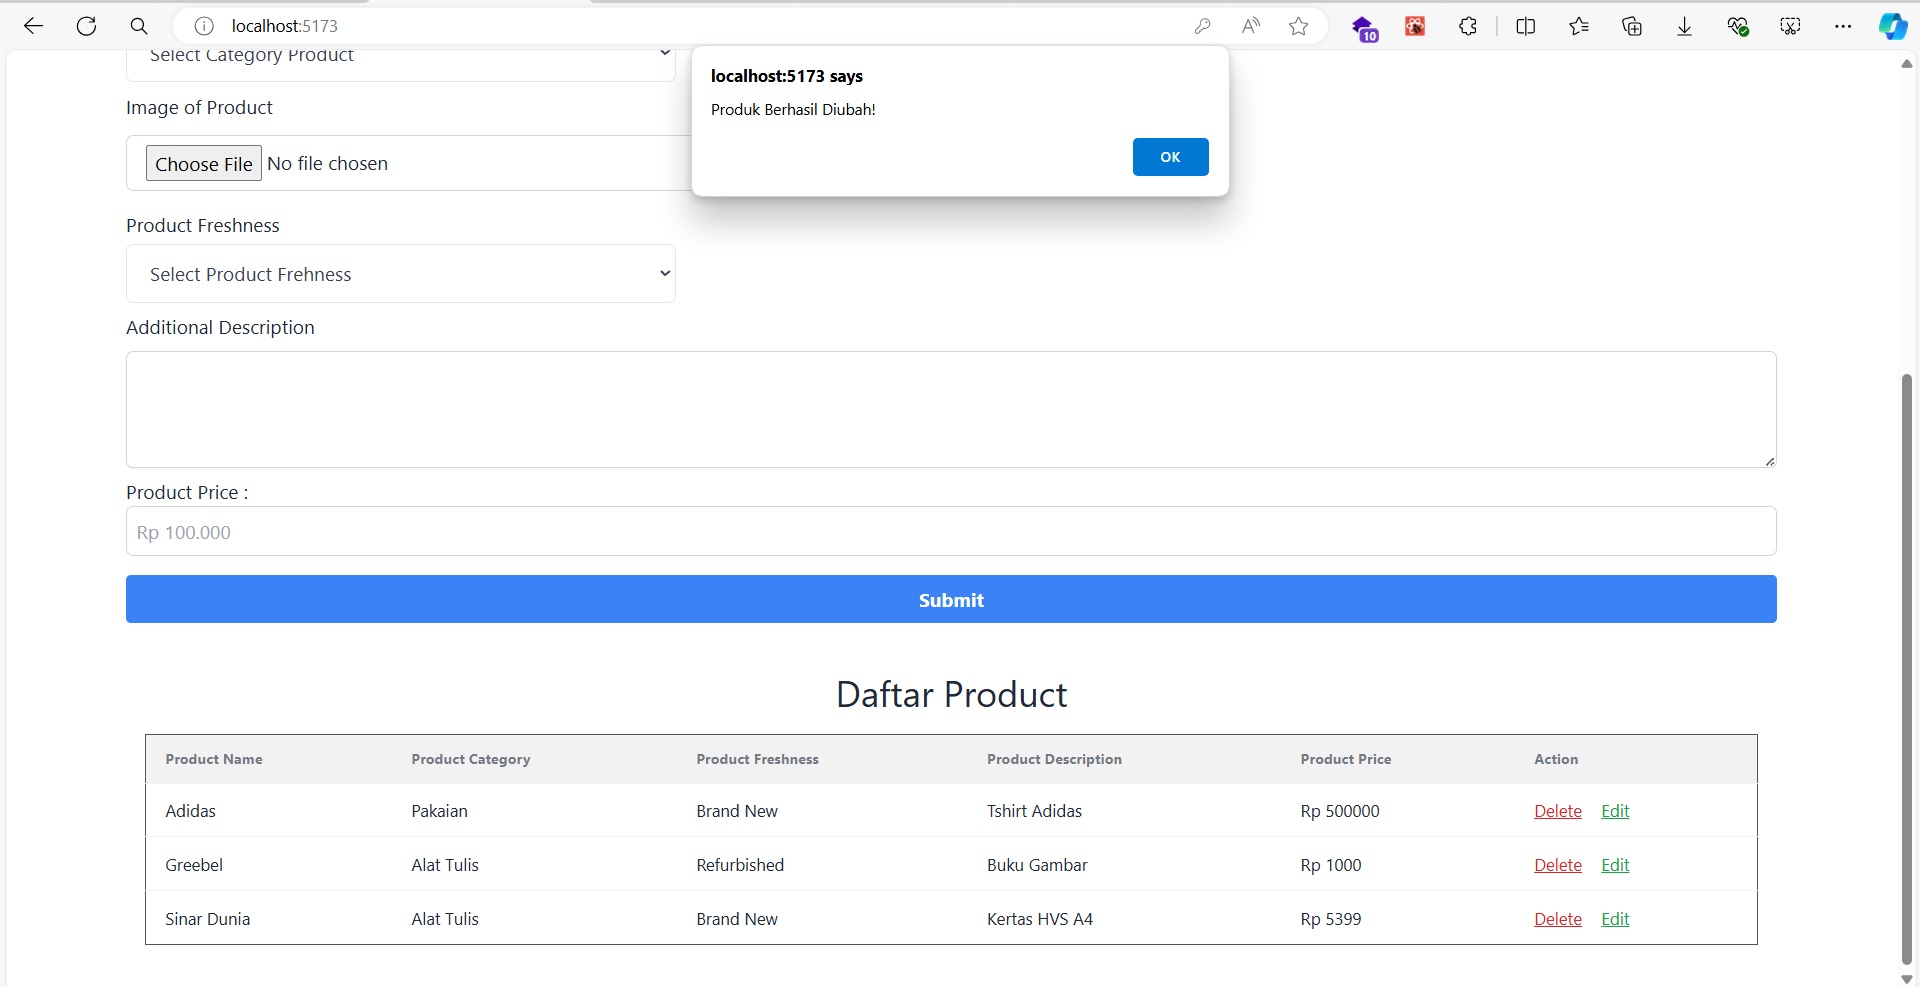 localhost:5173
10
Select Category Product
localhost:5173 says
Produk Berhasil Diubah!
OK
Image of Product
Choose File No file chosen
Product Freshness
Select Product Frehness
Additional Description
Product Price :
Rp 100.000
Submit
Daftar Product
Product Name Product Category Product Freshness Product Description Product Price Action
Adidas Pakaian Brand New Tshirt Adidas Rp 500000 Delete Edit
Greebel Alat Tulis Refurbished Buku Gambar Rp 1000 Delete Edit
Sinar Dunia Alat Tulis Brand New Kertas HVS A4 Rp 5399 Delete Edit